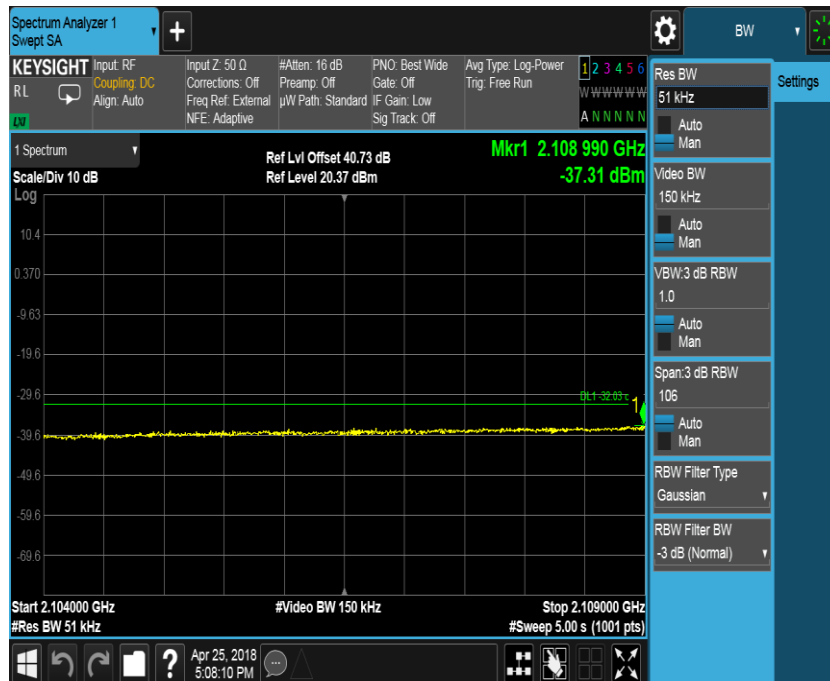 Spectrum Analyzer 1
Swept SA
+
BW
KEYSIGHT
RL
LXI
Input: RF
Coupling: DC
Align: Auto
Input Z: 50 Ω
Corrections: Off
Freq Ref: External
NFE: Adaptive
#Atten: 16 dB
Preamp: Off
µW Path: Standard
PNO: Best Wide
Gate: Off
IF Gain: Low
Sig Track: Off
Avg Type: Log-Power
Trig: Free Run
1 2 3 4 5 6
W W W W W W
A N N N N N
1 Spectrum
Scale/Div 10 dB
Ref Lvl Offset 40.73 dB
Ref Level 20.37 dBm
Mkr1 2.108 990 GHz
-37.31 dBm
Log
10.4
0.370
-9.63
-19.6
-29.6
-39.6
-49.6
-59.6
-69.6
1
Start 2.104000 GHz
#Res BW 51 kHz
#Video BW 150 kHz
Stop 2.109000 GHz
#Sweep 5.00 s (1001 pts)
Res BW
51 kHz
Auto
Man
Video BW
150 kHz
Auto
Man
VBW:3 dB RBW
1.0
Auto
Man
Span:3 dB RBW
106
Auto
Man
RBW Filter Type
Gaussian
RBW Filter BW
-3 dB (Normal)
Settings
?
Apr 25, 2018
5:08:10 PM